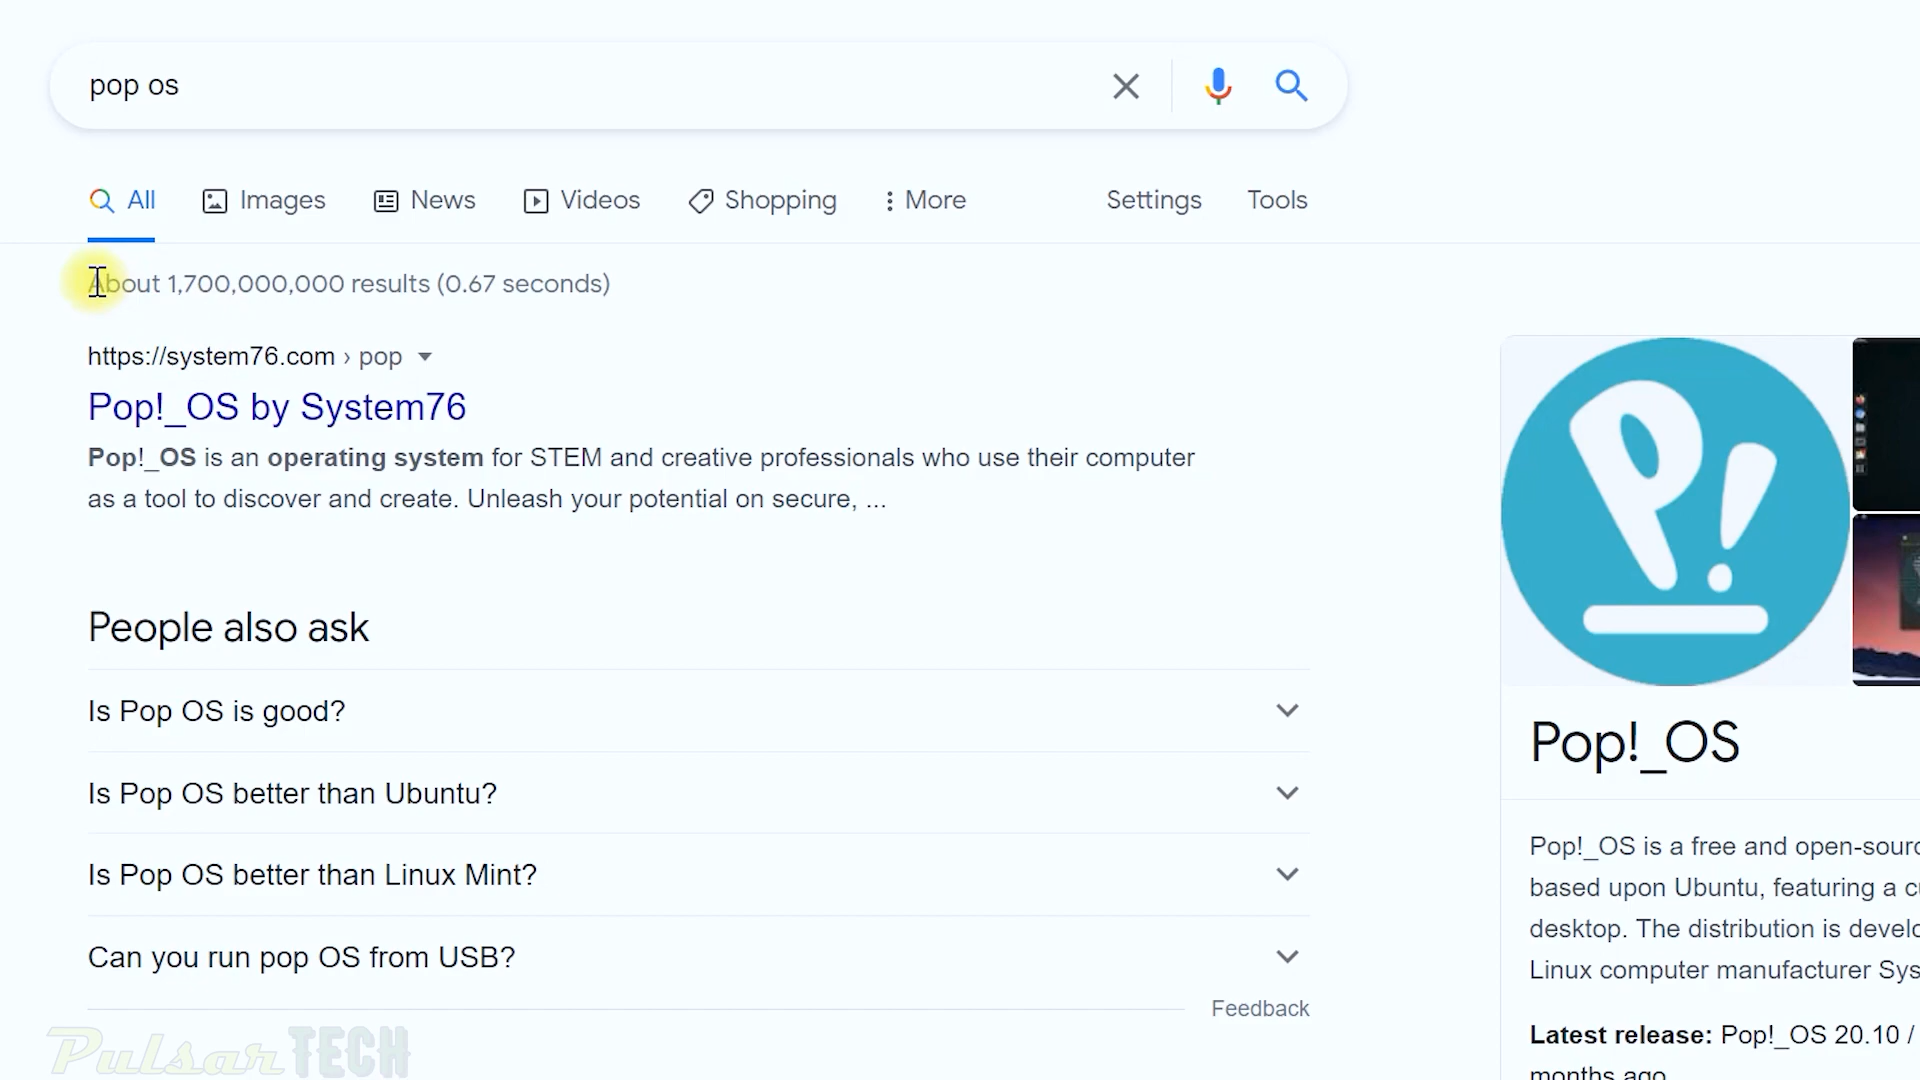 pop os
All Images News Videos Shopping More Settings Tools
About 1,700,000,000 results (0.67 seconds)
https://system76.com › pop
Pop!_OS by System76
Pop!_OS is an operating system for STEM and creative professionals who use their computer
as a tool to discover and create. Unleash your potential on secure, ...
People also ask
Is Pop OS is good?
Is Pop OS better than Ubuntu?
Is Pop OS better than Linux Mint?
Can you run pop OS from USB?
Feedback
P!
Pop!_OS
Pop!_OS is a free and open-sourc
based upon Ubuntu, featuring a
desktop. The distribution is develo
Linux computer manufacturer Sys
Latest release: Pop!_OS 20.10 /
months ago
PulsarTECH